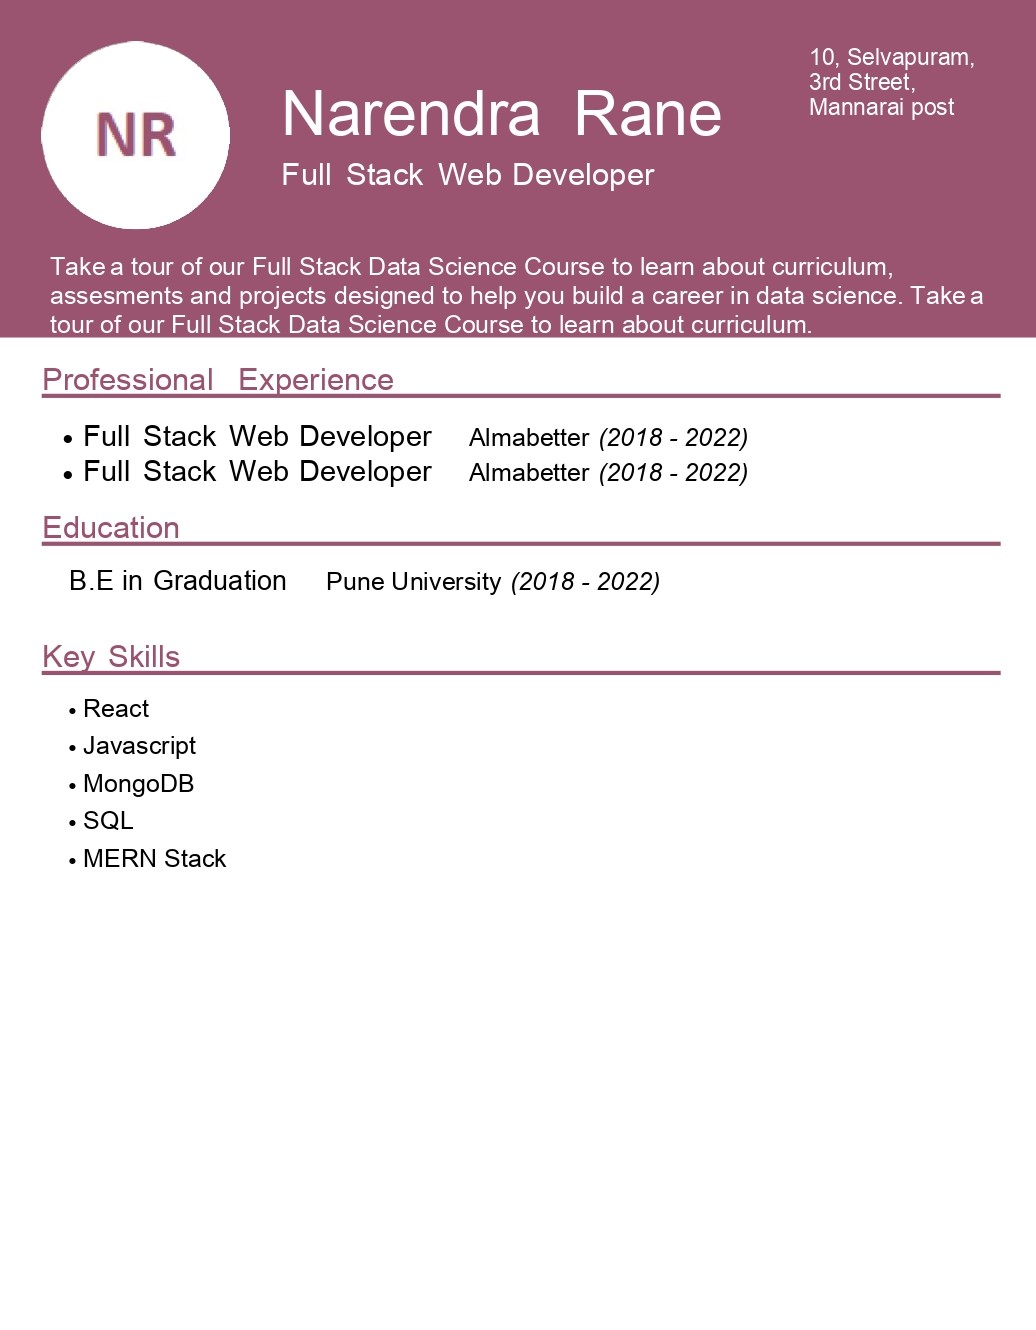 NR
Narendra Rane
Full Stack Web Developer
10, Selvapuram,
3rd Street,
Mannarai post
Take a tour of our Full Stack Data Science Course to learn about curriculum,
assesments and projects designed to help you build a career in data science. Take a
tour of our Full Stack Data Science Course to learn about curriculum.
Professional Experience
• Full Stack Web Developer Almabetter (2018 - 2022)
• Full Stack Web Developer Almabetter (2018 - 2022)
Education
B.E in Graduation Pune University (2018 - 2022)
Key Skills
• React
• Javascript
• MongoDB
• SQL
• MERN Stack